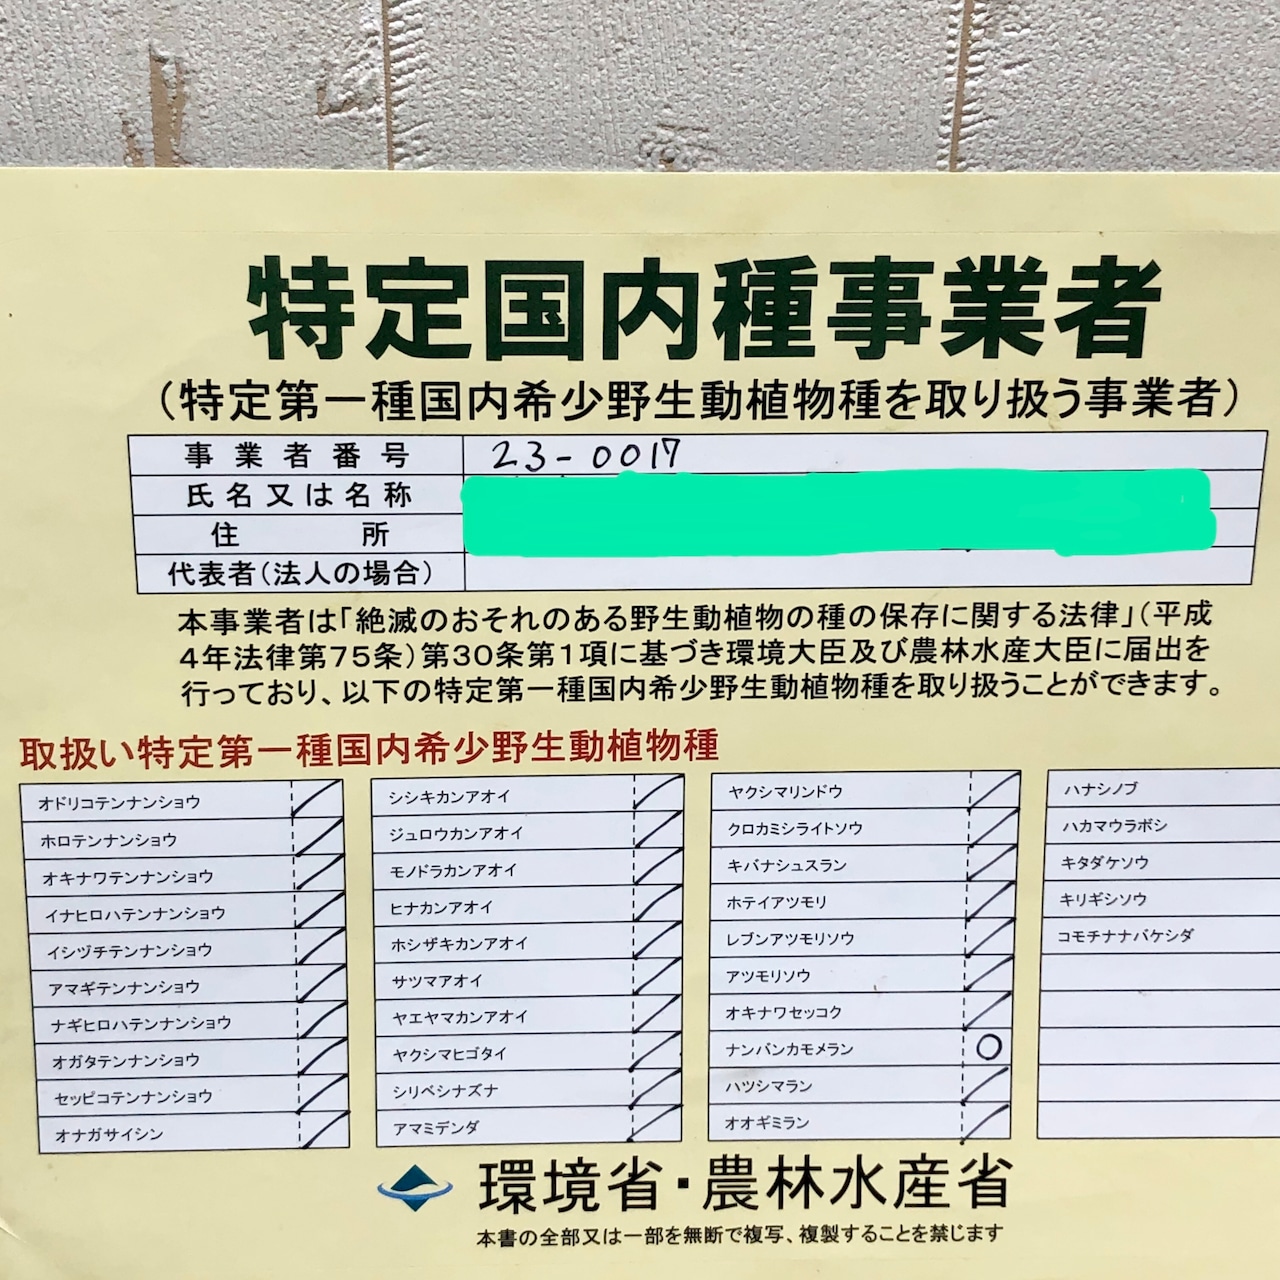 特定国内種事業者
（特定第一種国内希少野生動植物種を取り扱う事業者）
事業者番号 23-0017
氏名又は名称
住所
代表者（法人の場合）
本事業者は「絶滅のおそれのある野生動植物の種の保存に関する法律」（平成
4年法律第75条）第30条第1項に基づき環境大臣及び農林水産大臣に届出を
行っており、以下の特定第一種国内希少野生動植物種を取り扱うことができます。
取扱い特定第一種国内希少野生動植物種
オドリコテンナンショウ
ホロテンナンショウ
オキナワテンナンショウ
イナヒロハテンナンショウ
イシヅチテンナンショウ
アマギテンナンショウ
ナギヒロハテンナンショウ
オガタテンナンショウ
セッピコテンナンショウ
オナガサイシン
シシキカンアオイ
ジュロウカンアオイ
モノドラカンアオイ
ヒナカンアオイ
ホシザキカンアオイ
サツマアオイ
ヤエヤマカンアオイ
ヤクシマヒゴタイ
シリベシナズナ
アマミデンダ
ヤクシマリンドウ
クロカミシライトソウ
キバナシュスラン
ホテイアツモリ
レブンアツモリソウ
アツモリソウ
オキナワセッコク
ナンバンカモメラン ○
ハツシマラン
オオギミラン
ハナシノブ
ハカマウラボシ
キタダケソウ
キリギシソウ
コモチナナバケシダ
環境省・農林水産省
本書の全部又は一部を無断で複写、複製することを禁じます